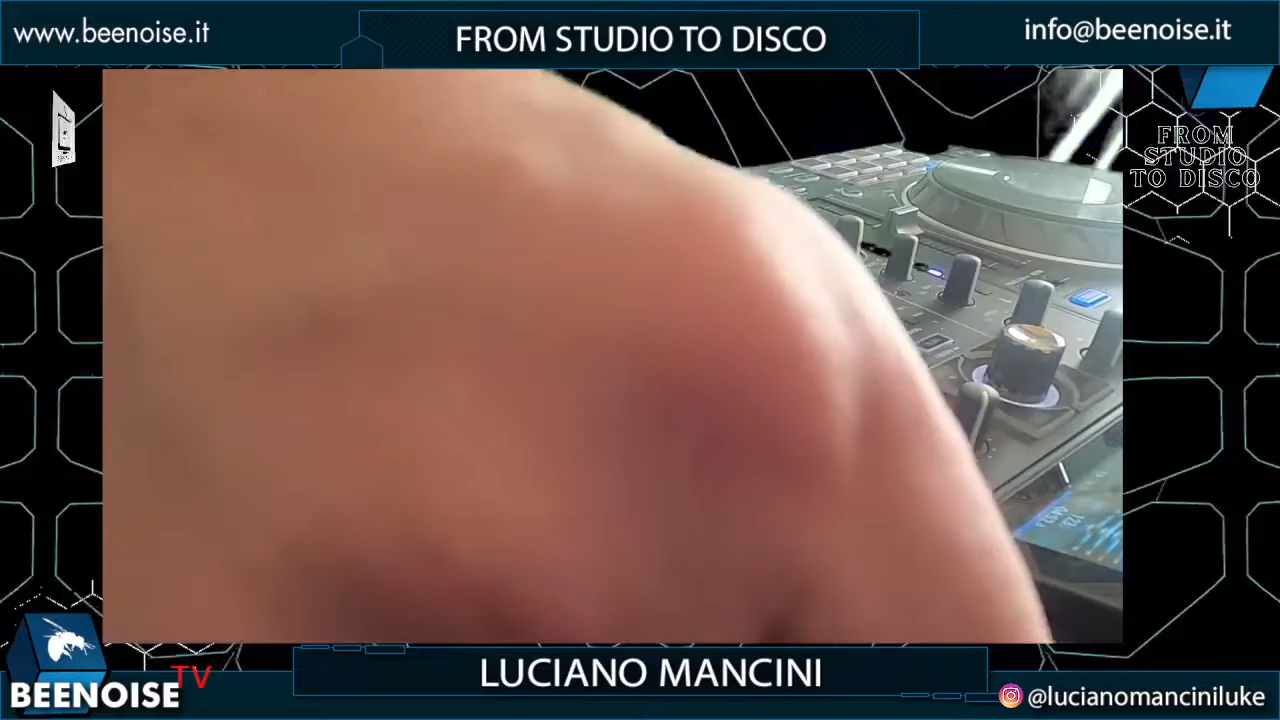 www.beenoise.it
FROM STUDIO TO DISCO
info@beenoise.it
FROM
STUDIO
TO DISCO
BEENOISE TV
LUCIANO MANCINI
@lucianomanciniluke